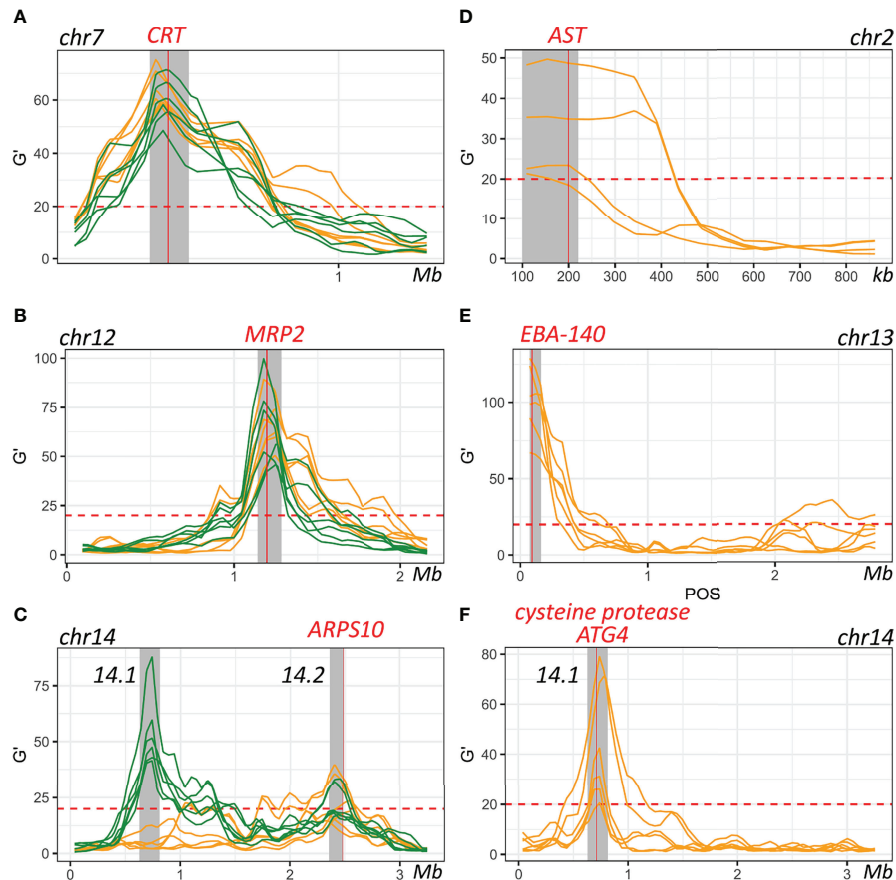 A
chr7
CRT
G'
60
40
20
0
1
Mb
D
AST
chr2
G'
50
40
30
20
10
0
100
200
300
400
500
600
700
800
kb
B
chr12
MRP2
G'
100
75
50
25
0
0
1
2
Mb
E
EBA-140
chr13
G'
100
50
0
0
1
2
Mb
POS
C
chr14
ARPS10
14.1
14.2
G'
75
50
25
0
0
1
2
3
Mb
F
cysteine protease
ATG4
chr14
14.1
G'
80
60
40
20
0
0
1
2
3
Mb